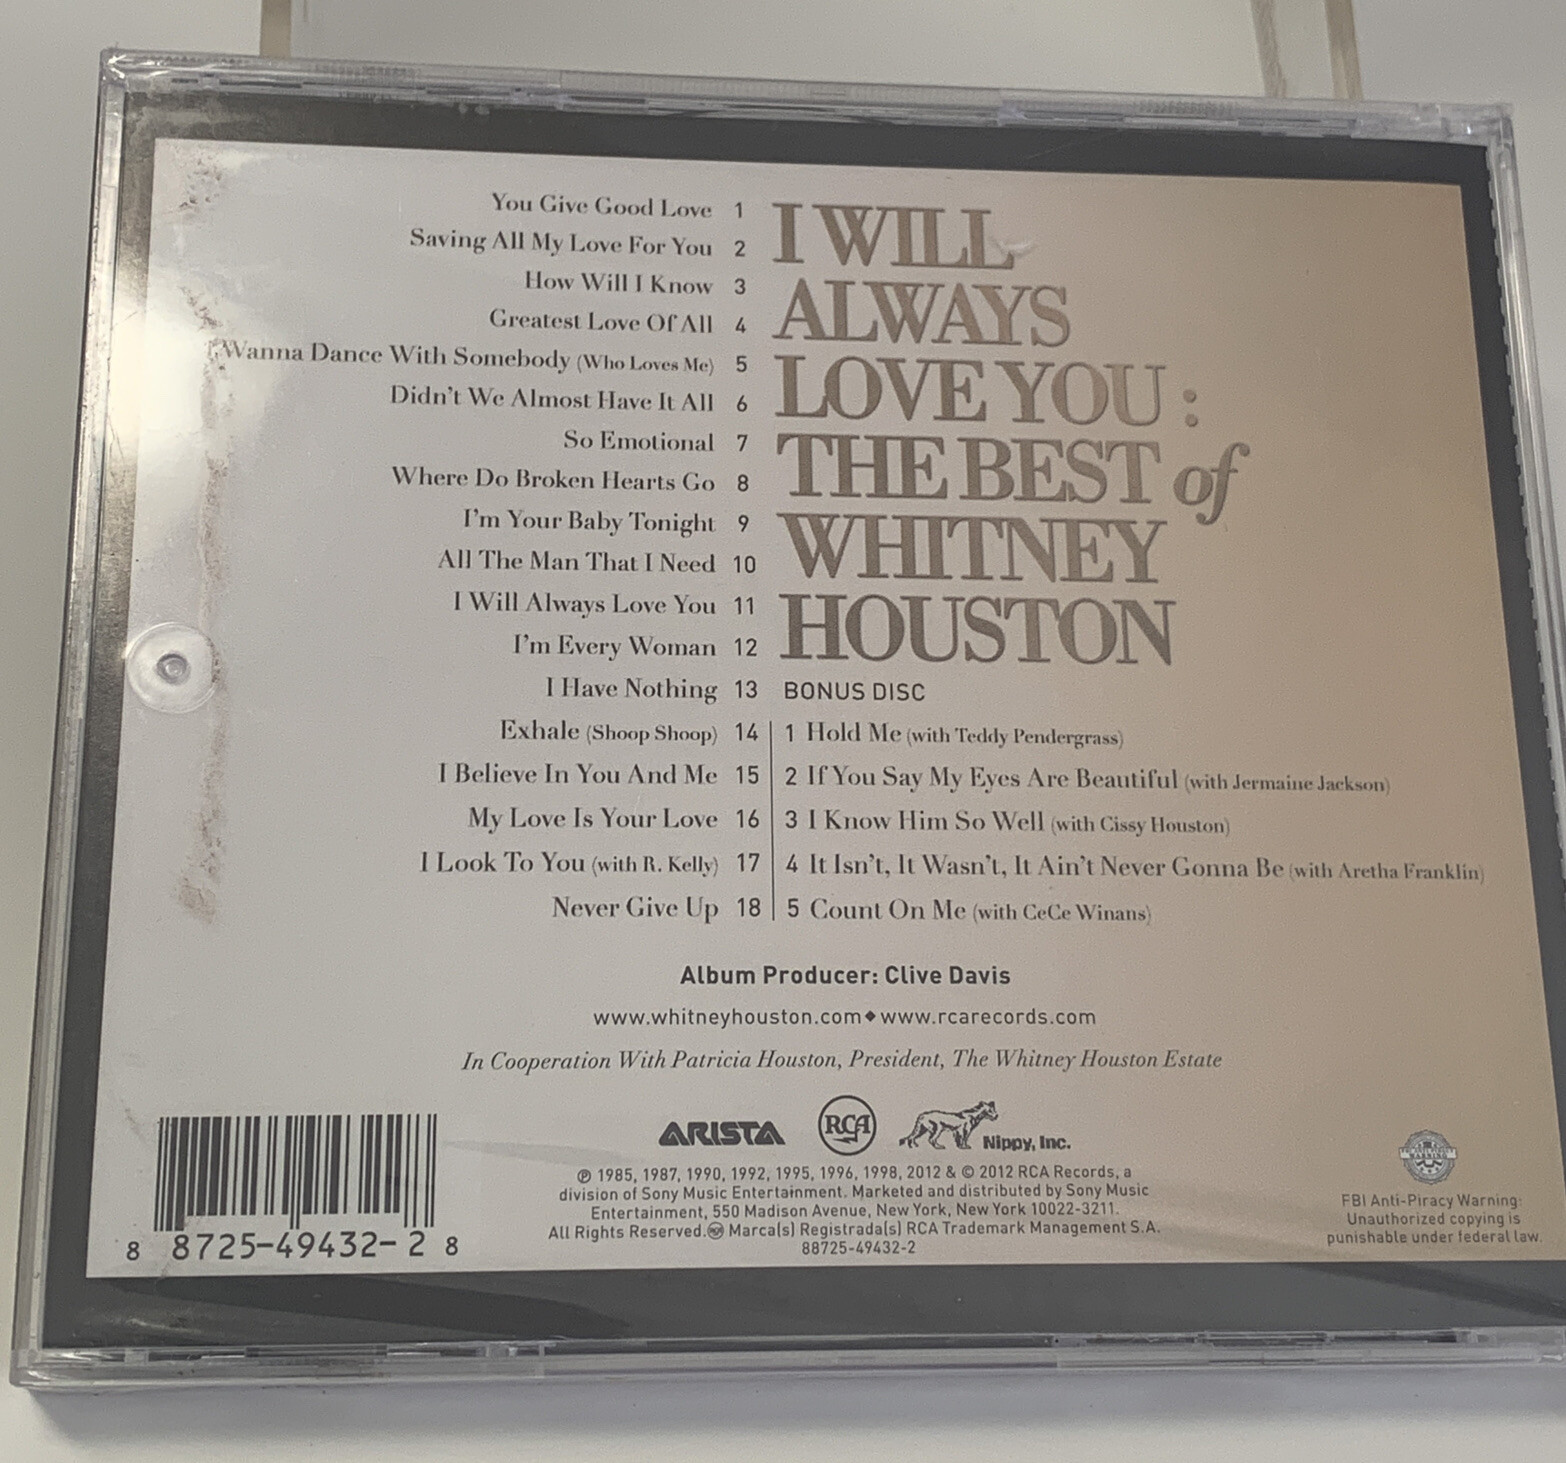 You Give Good Love 1
Saving All My Love For You 2
How Will I Know 3
Greatest Love Of All 4
I Wanna Dance With Somebody (Who Loves Me) 5
Didn't We Almost Have It All 6
So Emotional 7
Where Do Broken Hearts Go 8
I'm Your Baby Tonight 9
All The Man That I Need 10
I Will Always Love You 11
I'm Every Woman 12
I Have Nothing 13
Exhale (Shoop Shoop) 14
I Believe In You And Me 15
My Love Is Your Love 16
I Look To You (with R. Kelly) 17
Never Give Up 18
I WILL
ALWAYS
LOVE YOU:
THE BEST of
WHITNEY
HOUSTON
BONUS DISC
1 Hold Me (with Teddy Pendergrass)
2 If You Say My Eyes Are Beautiful (with Jermaine Jackson)
3 I Know Him So Well (with Cissy Houston)
4 It Isn't, It Wasn't, It Ain't Never Gonna Be (with Aretha Franklin)
5 Count On Me (with CeCe Winans)
Album Producer: Clive Davis
www.whitneyhouston.com◆www.rcarecords.com
In Cooperation With Patricia Houston, President, The Whitney Houston Estate
ARISTA RCA Nippy, Inc.
℗ 1985, 1987, 1990, 1992, 1995, 1996, 1998, 2012 & © 2012 RCA Records, a
division of Sony Music Entertainment. Marketed and distributed by Sony Music
Entertainment, 550 Madison Avenue, New York, New York 10022-3211.
All Rights Reserved. Marca(s) Registrada(s) RCA Trademark Management S.A.
88725-49432-2
8 8725-49432-2 8
FBI Anti-Piracy Warning:
Unauthorized copying is
punishable under federal law.